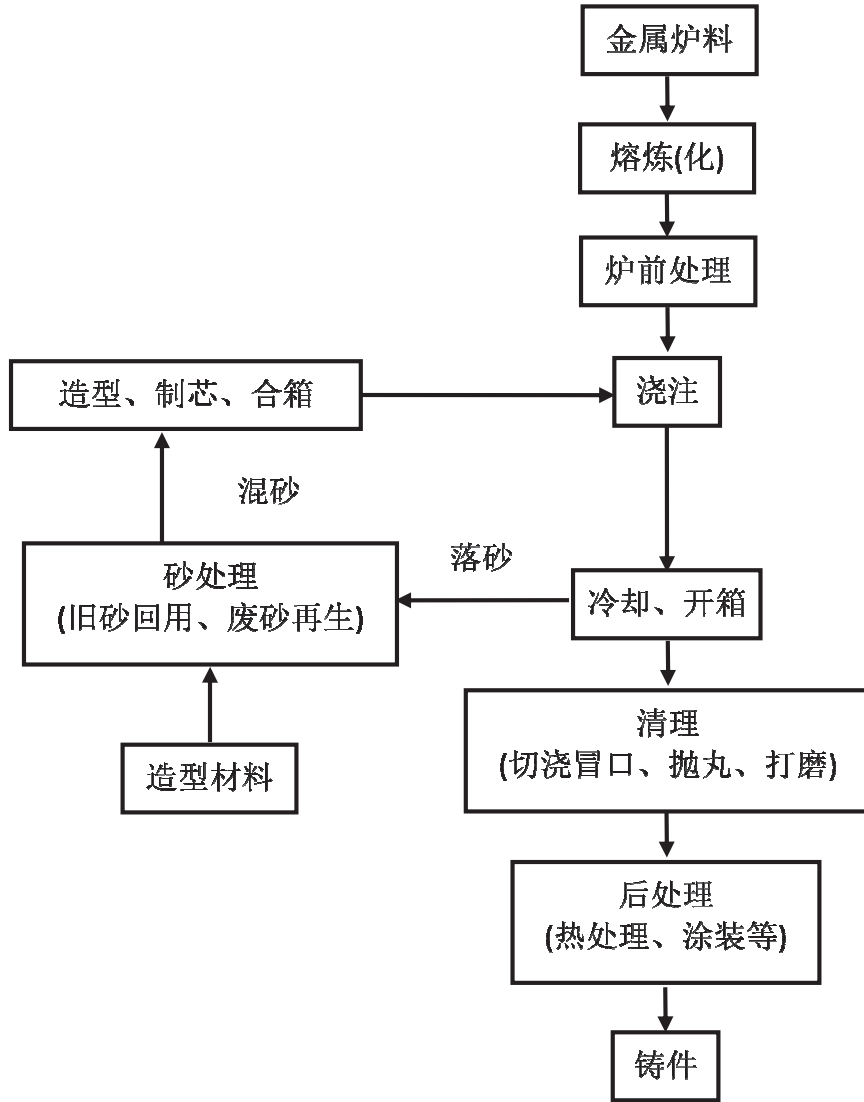 金属炉料
熔炼(化)
炉前处理
造型、制芯、合箱
浇注
混砂
落砂
砂处理
(旧砂回用、废砂再生)
冷却、开箱
清理
(切浇冒口、抛丸、打磨)
造型材料
后处理
(热处理、涂装等)
铸件